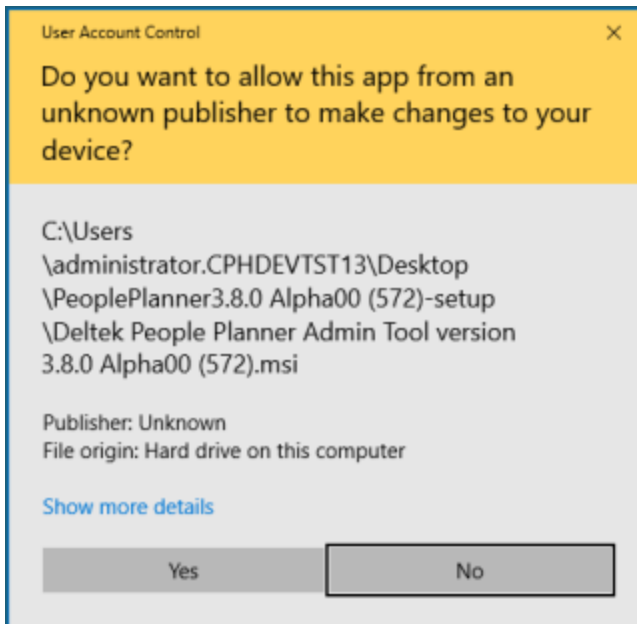 User Account Control
Do you want to allow this app from an
unknown publisher to make changes to your
device?
C:\Users
\administrator.CPHDEVTST13\Desktop
\PeoplePlanner3.8.0 Alpha00 (572)-setup
\Deltek People Planner Admin Tool version
3.8.0 Alpha00 (572).msi
Publisher: Unknown
File origin: Hard drive on this computer
Show more details
Yes No